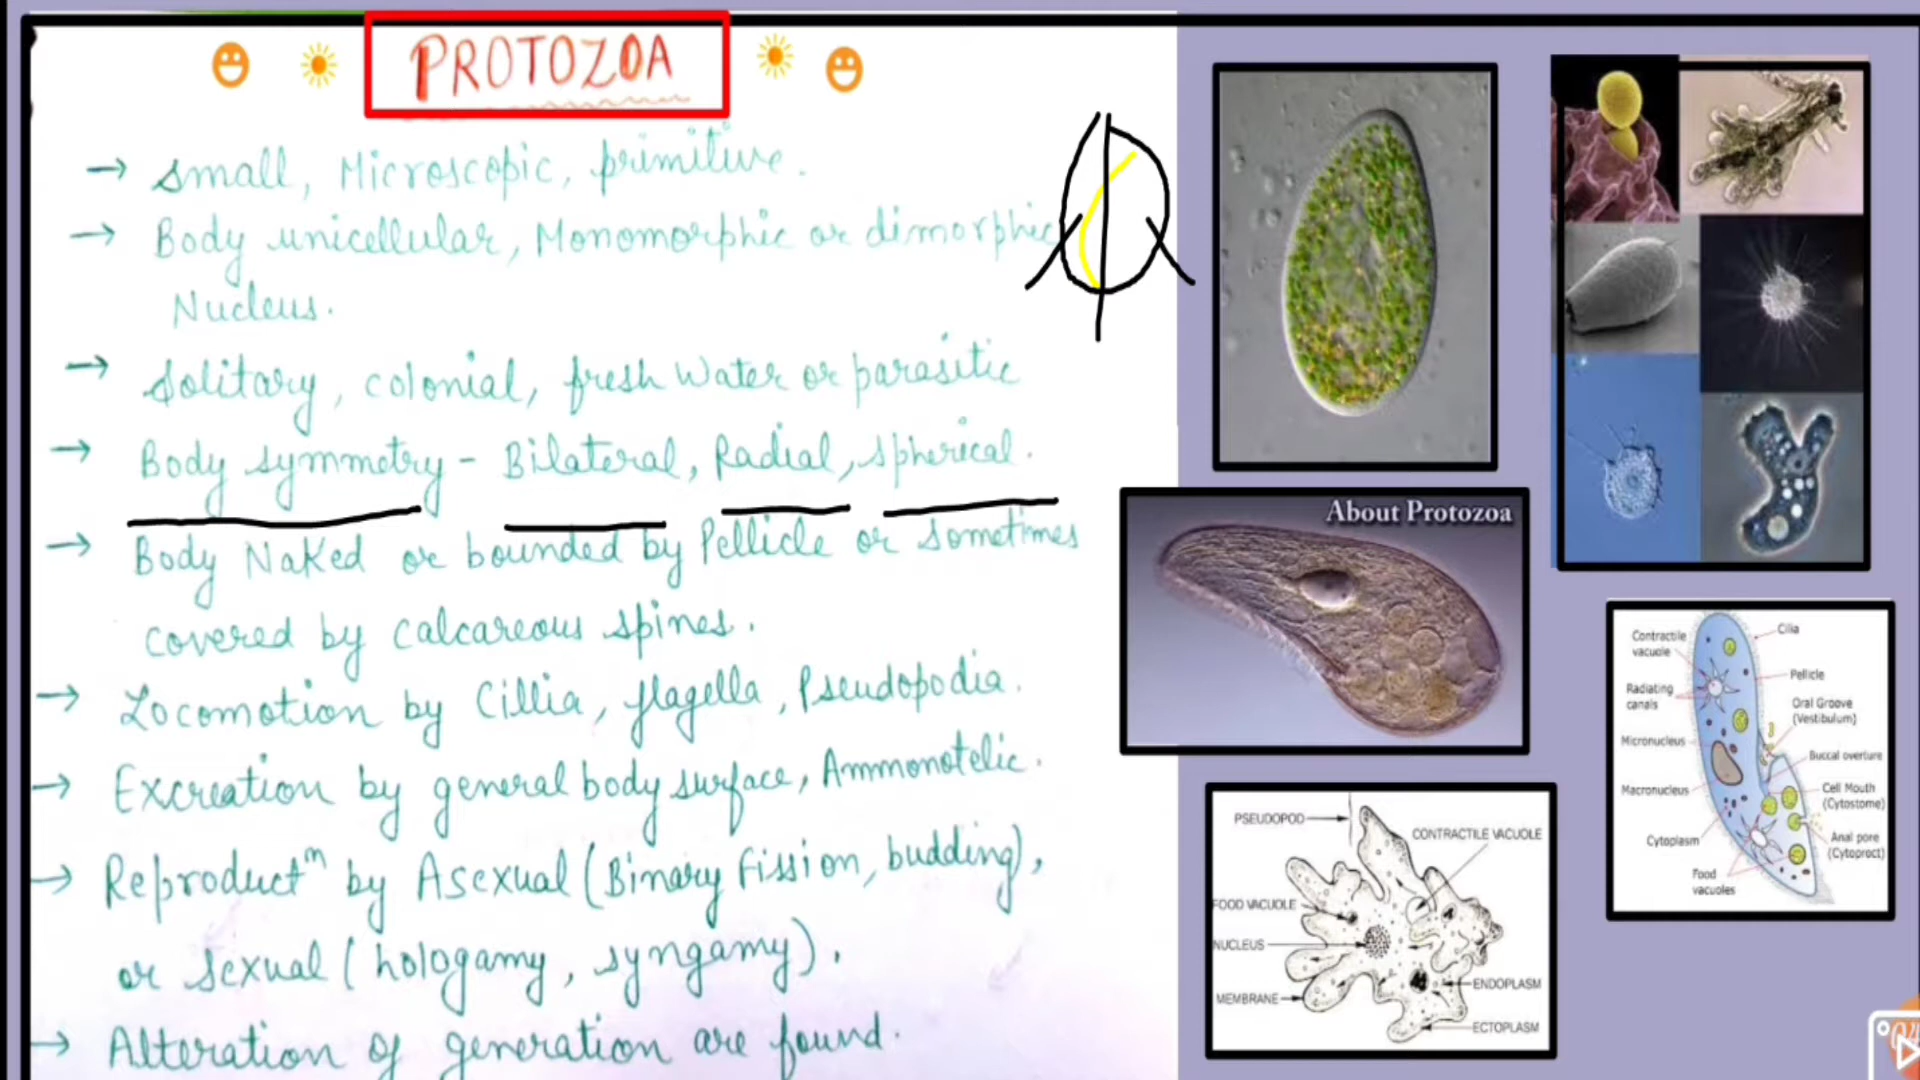 PROTOZOA
→ small, Microscopic, primitive.
→ Body unicellular, Monomorphic or dimorphic
Nucleus.
→ Solitary, colonial, fresh water or parasitic
→ Body symmetry - Bilateral, Radial, spherical.
→ Body Naked or bounded by Pellicle or sometimes
covered by calcareous spines.
→ Locomotion by Cillia, flagella, Pseudopodia.
→ Excreation by general body surface, Ammonotelic.
→ Reproductⁿ by Asexual (Binary fission, budding),
or sexual (hologamy, syngamy).
→ Alteration of generation are found.
About Protozoa
Contractile
vacuole
Cilia
Pellicle
Radiating
canals
Oral Groove
(Vestibulum)
Micronucleus
Buccal overture
Macronucleus
Cell Mouth
(Cytostome)
Cytoplasm
Anal pore
(Cytoproct)
Food
vacuoles
PSEUDOPOD
CONTRACTILE VACUOLE
FOOD VACUOLE
NUCLEUS
ENDOPLASM
MEMBRANE
ECTOPLASM